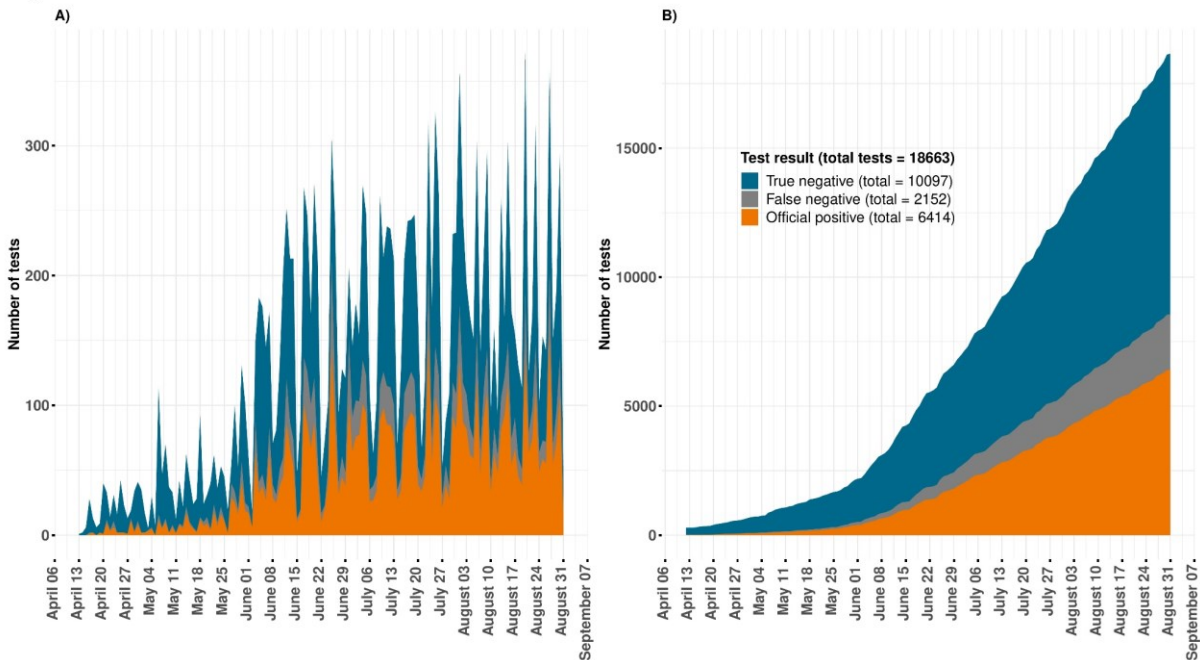 A)
Number of tests
300
200
100
0
April 06
April 13
April 20
April 27
May 04
May 11
May 18
May 25
June 01
June 08
June 15
June 22
June 29
July 06
July 13
July 20
July 27
August 03
August 10
August 17
August 24
August 31
September 07
B)
Number of tests
15000
10000
5000
0
Test result (total tests = 18663)
True negative (total = 10097)
False negative (total = 2152)
Official positive (total = 6414)
April 06
April 13
April 20
April 27
May 04
May 11
May 18
May 25
June 01
June 08
June 15
June 22
June 29
July 06
July 13
July 20
July 27
August 03
August 10
August 17
August 24
August 31
September 07